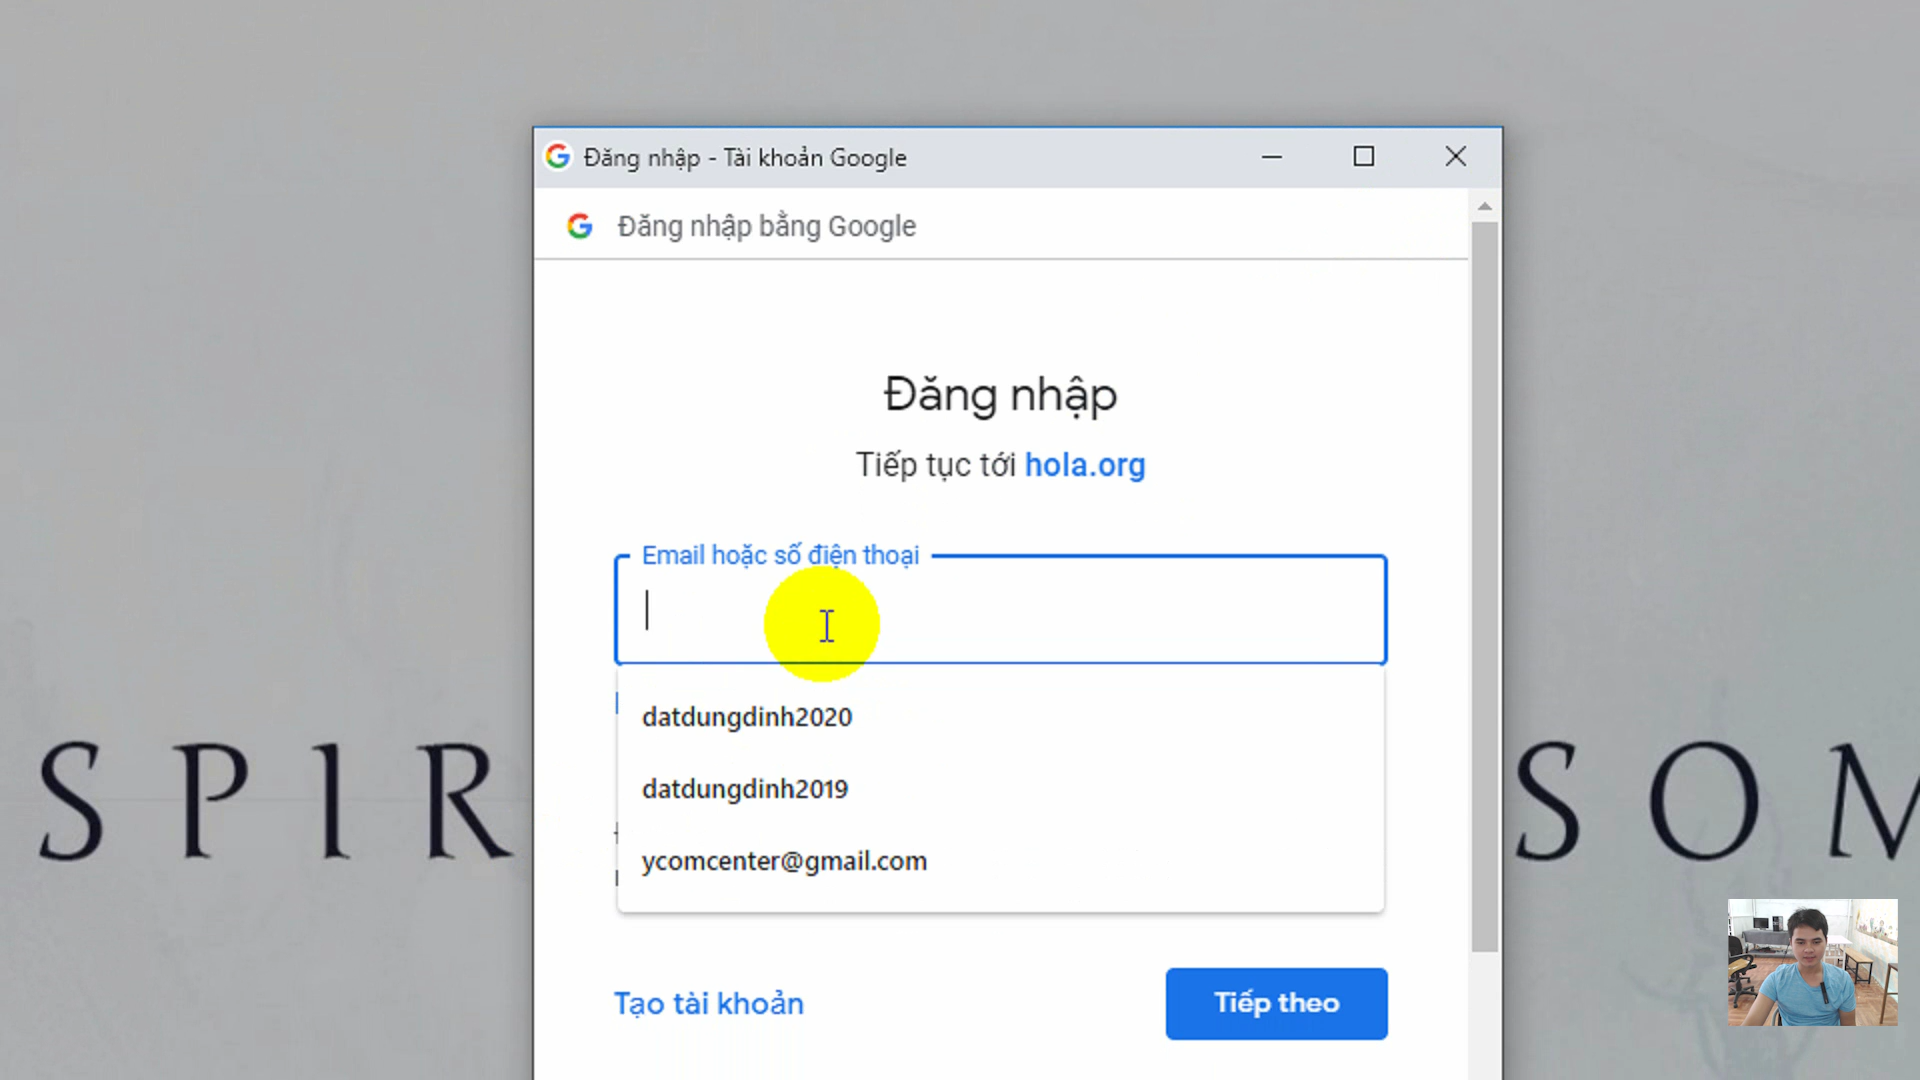 Đăng nhập - Tài khoản Google
Đăng nhập bằng Google
Đăng nhập
Tiếp tục tới hola.org
Email hoặc số điện thoại
datdungdinh2020
datdungdinh2019
SPIR SOM
ycomcenter@gmail.com
Tạo tài khoản
Tiếp theo